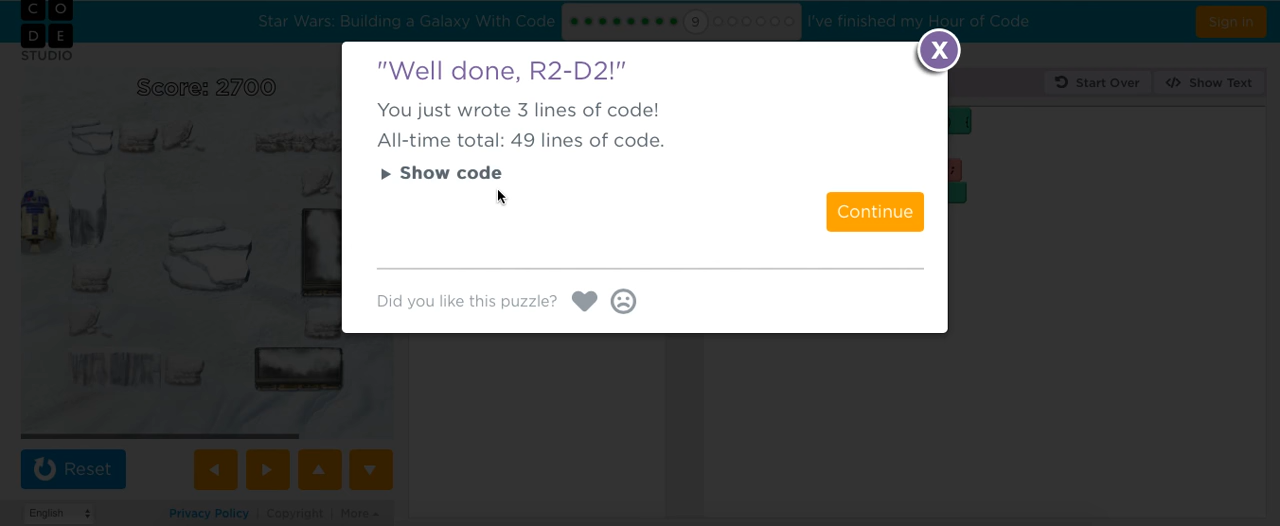 C O
D E
STUDIO
Star Wars: Building a Galaxy With Code
9
I've finished my Hour of Code
Sign in
Score: 2700
Start Over
</> Show Text
X
"Well done, R2-D2!"
You just wrote 3 lines of code!
All-time total: 49 lines of code.
Show code
Continue
Did you like this puzzle?
Reset
English
Privacy Policy | Copyright | More